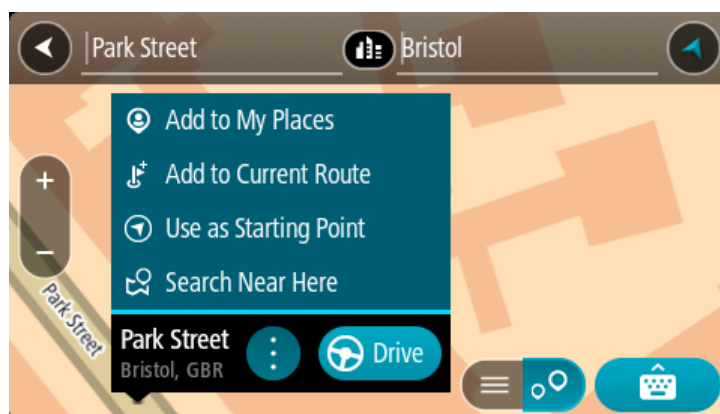 Park Street Bristol
Add to My Places
Add to Current Route
Use as Starting Point
Search Near Here
Park Street
Park Street
Bristol, GBR
Drive